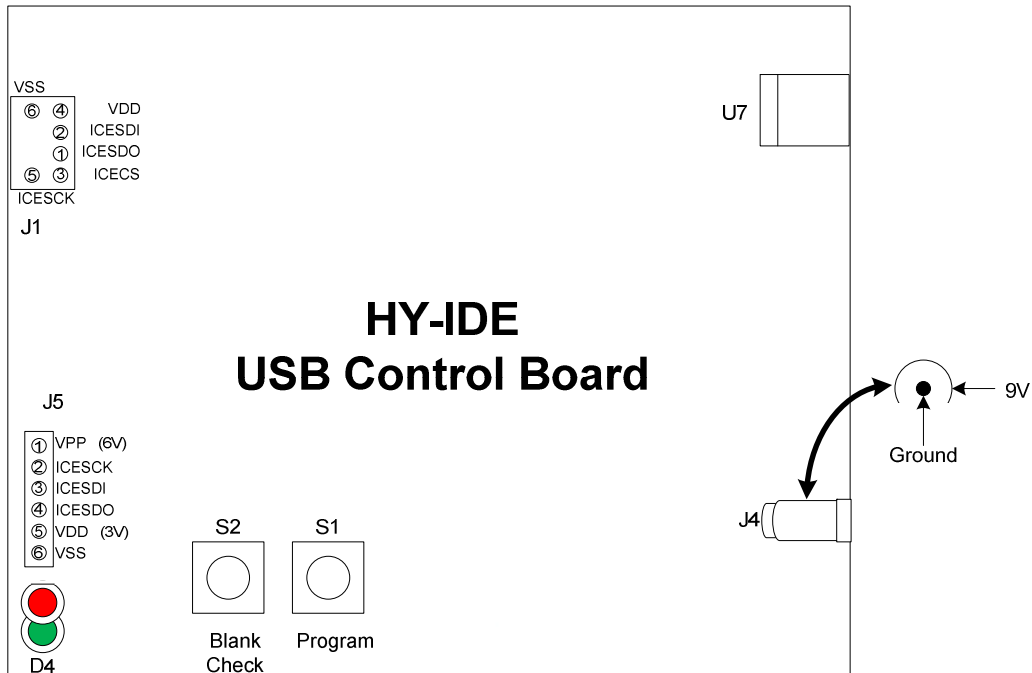 VSS
⑥ ④ VDD
② ICESDI
① ICESDO
⑤ ③ ICECS
ICESCK
J1
U7
HY-IDE
USB Control Board
9V
Ground
J5
① VPP (6V)
② ICESCK
③ ICESDI
④ ICESDO
⑤ VDD (3V)
⑥ VSS
J4
S2
S1
Blank
Check
Program
D4